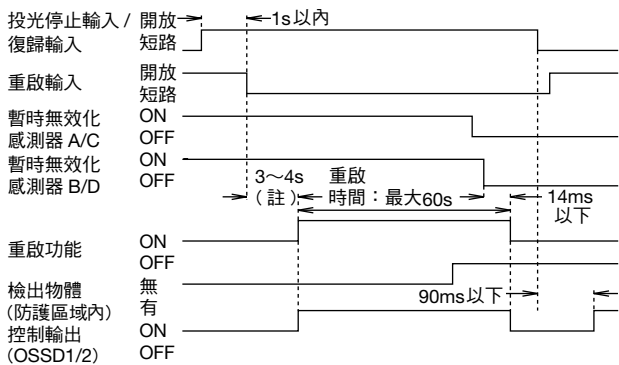 投光停止輸入 / 開放
復歸輸入 短路
1s以內
重啟輸入 開放
短路
暫時無效化 ON
感測器 A/C OFF
暫時無效化 ON
感測器 B/D OFF
3～4s
（註）
重啟
時間：最大60s
14ms
以下
重啟功能 ON
OFF
檢出物體 無
(防護區域內) 有
90ms以下
控制輸出 ON
(OSSD1/2) OFF